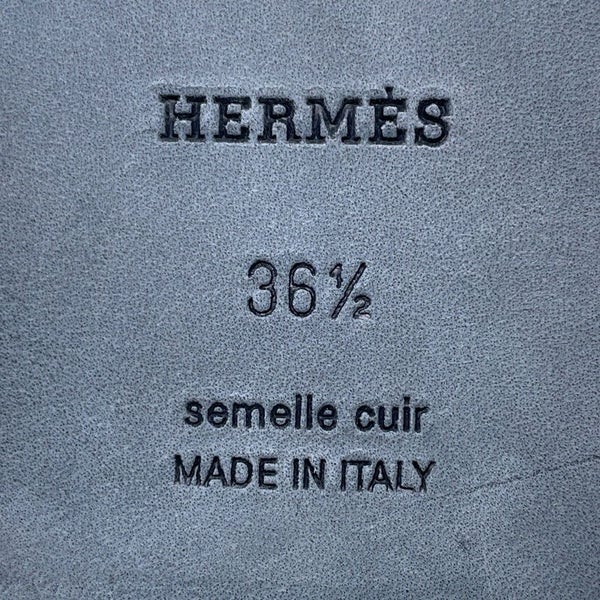 HERMÈS
36½
semelle cuir
MADE IN ITALY